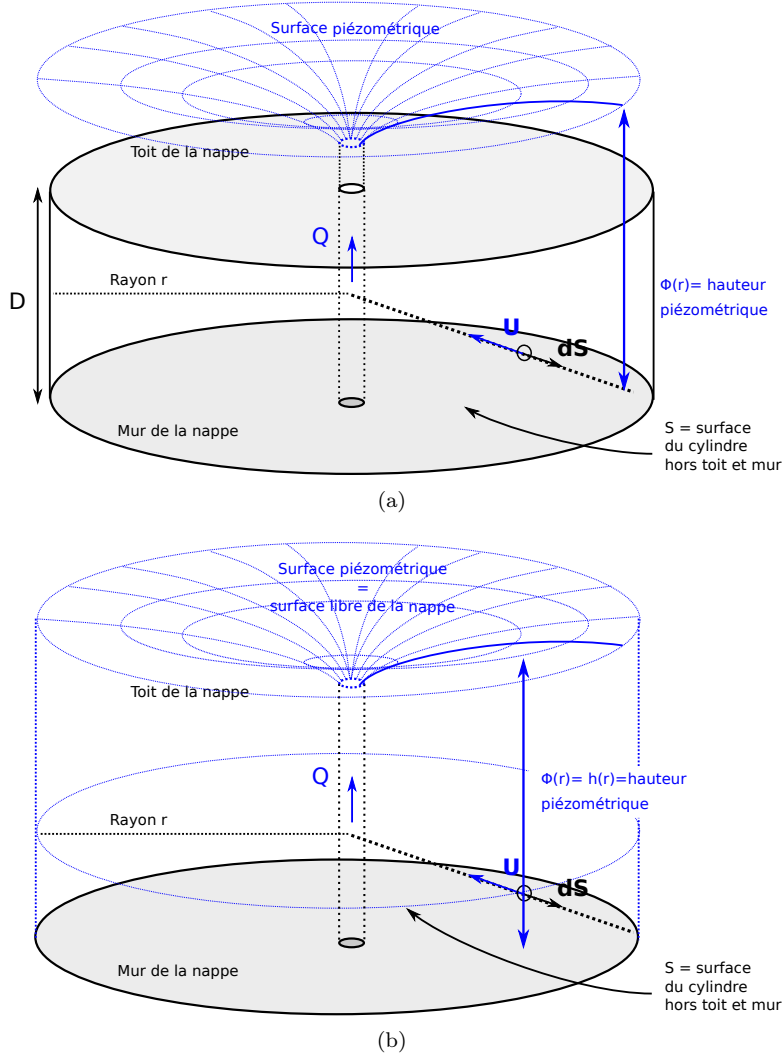 Surface piézométrique
Toit de la nappe
Q
D
Rayon r
Φ(r)= hauteur
piézométrique
U
dS
Mur de la nappe
S = surface
du cylindre
hors toit et mur
(a)
Surface piézométrique
=
surface libre de la nappe
Toit de la nappe
Q
Φ(r)= h(r)=hauteur
piézométrique
Rayon r
U
dS
Mur de la nappe
S = surface
du cylindre
hors toit et mur
(b)